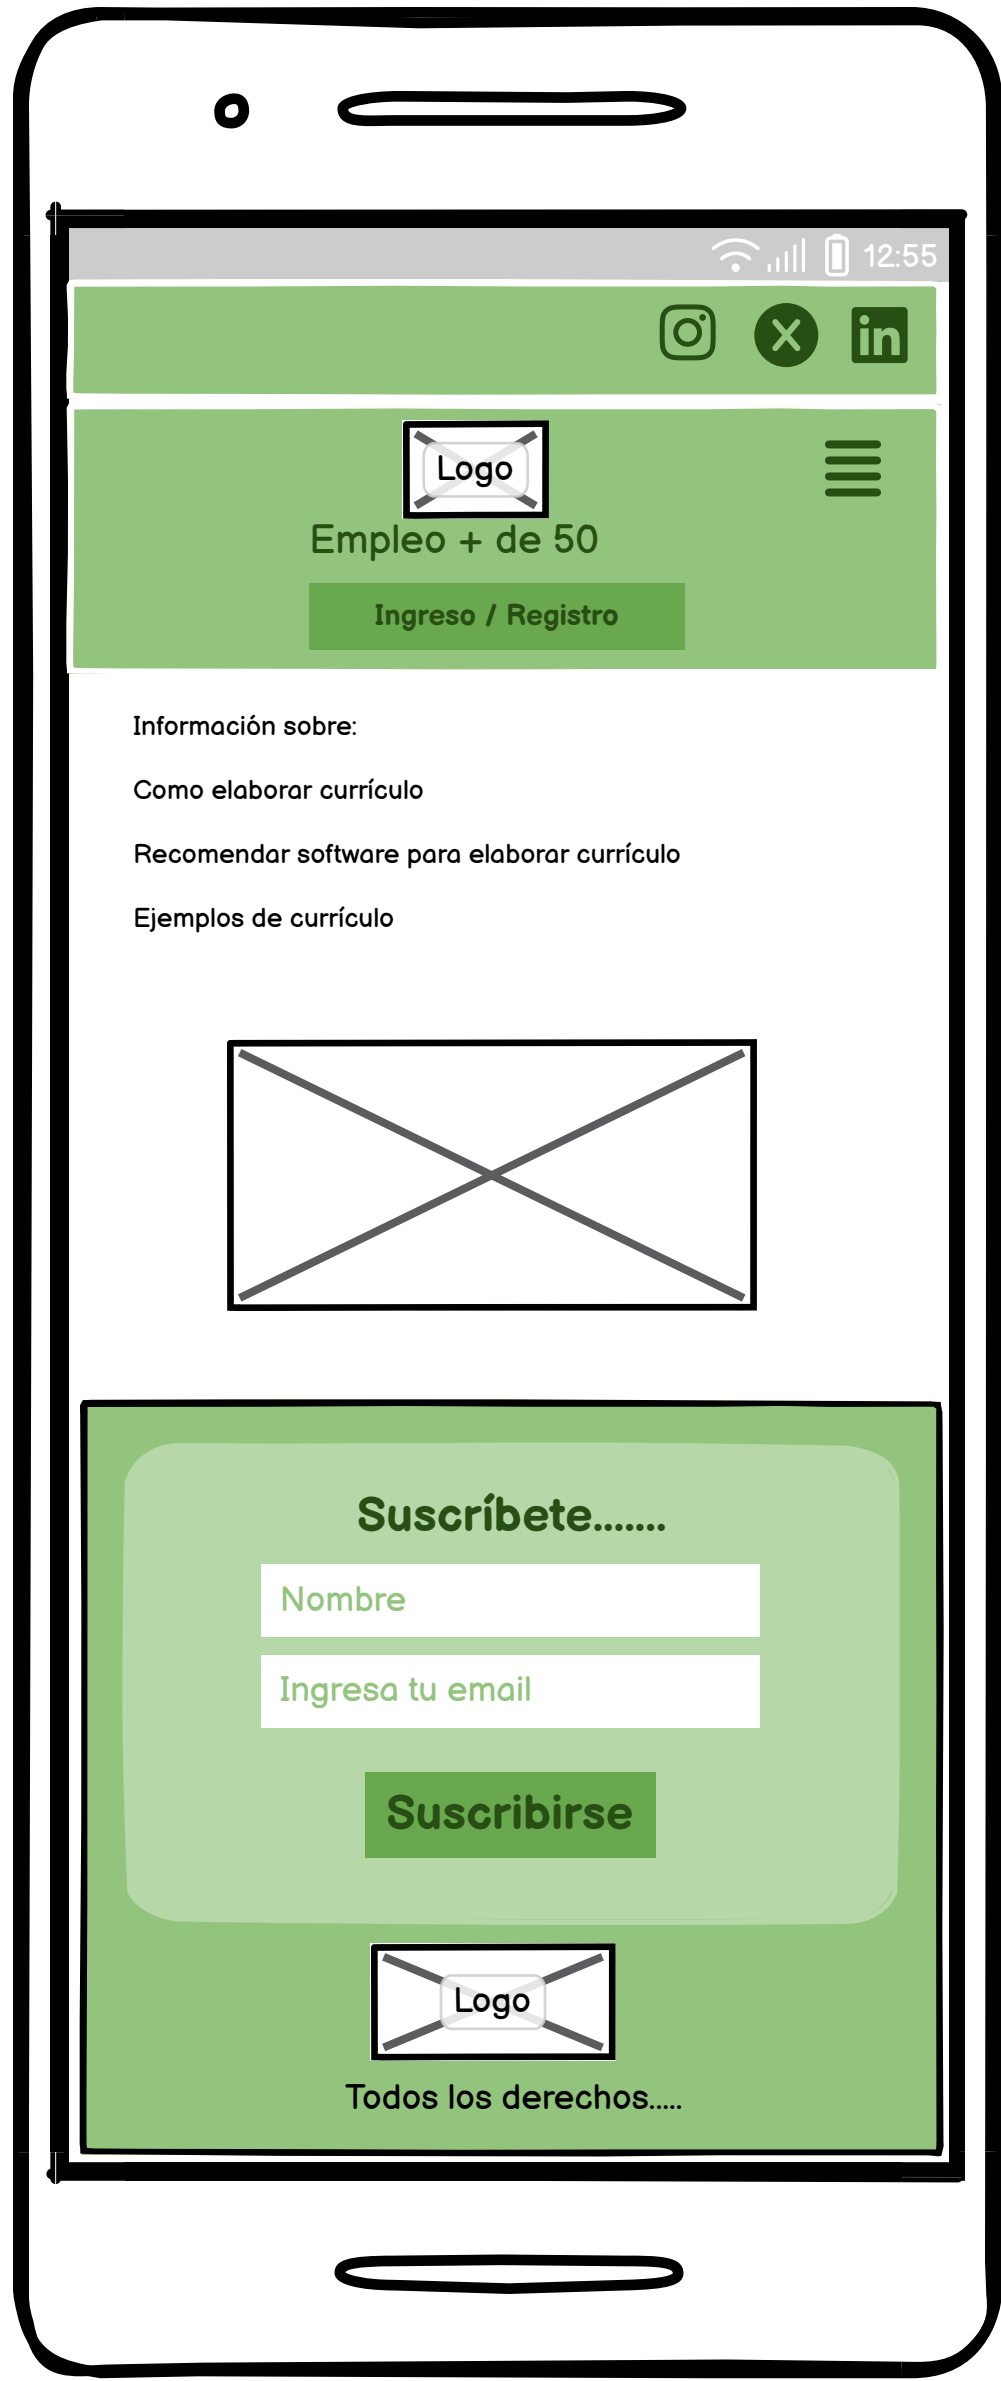 12:55
Logo
Empleo + de 50
Ingreso / Registro
Información sobre:
Como elaborar currículo
Recomendar software para elaborar currículo
Ejemplos de currículo
Suscríbete.......
Nombre
Ingresa tu email
Suscribirse
Logo
Todos los derechos.....